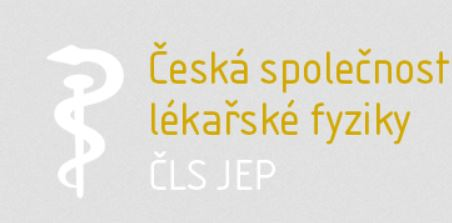 Česká společnost
lékařské fyziky
ČLS JEP